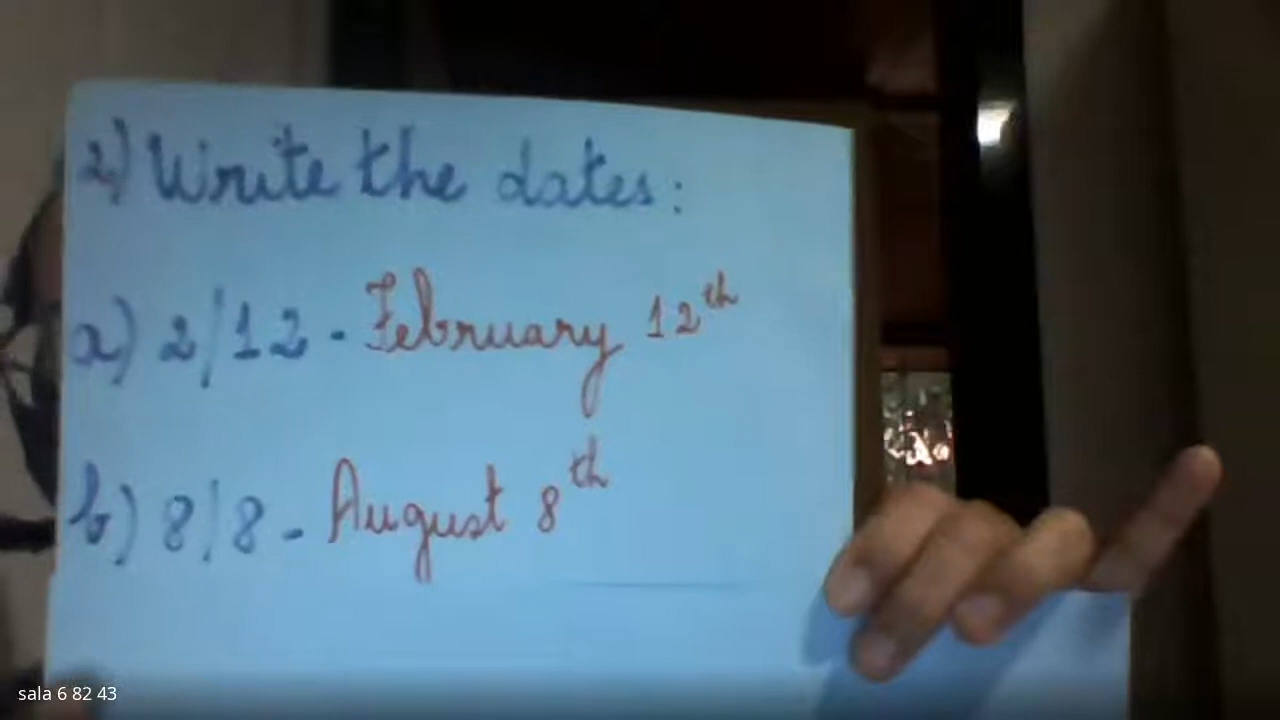 2) Write the dates:
a) 2/12 - February 12th
b) 8/8 - August 8th
sala 6 82 43